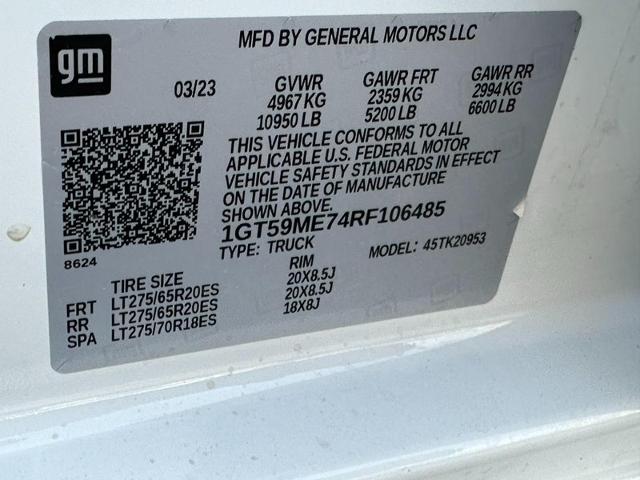 gm
MFD BY GENERAL MOTORS LLC
03/23 GVWR GAWR FRT GAWR RR
4967 KG 2359 KG 2994 KG
10950 LB 5200 LB 6600 LB
THIS VEHICLE CONFORMS TO ALL
APPLICABLE U.S. FEDERAL MOTOR
VEHICLE SAFETY STANDARDS IN EFFECT
ON THE DATE OF MANUFACTURE
SHOWN ABOVE.
1GT59ME74RF106485
8624
TYPE: TRUCK MODEL: 45TK20953
TIRE SIZE RIM
FRT LT275/65R20ES 20X8.5J
RR LT275/65R20ES 20X8.5J
SPA LT275/70R18ES 18X8J